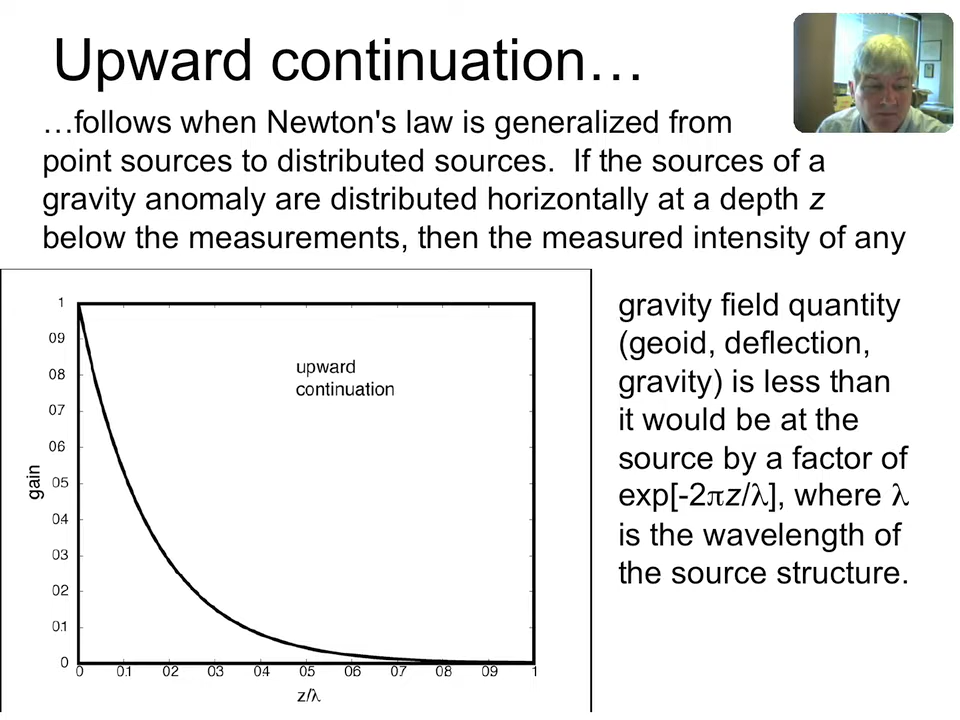 Upward continuation…
…follows when Newton's law is generalized from
point sources to distributed sources. If the sources of a
gravity anomaly are distributed horizontally at a depth z
below the measurements, then the measured intensity of any
gravity field quantity
(geoid, deflection,
gravity) is less than
it would be at the
source by a factor of
exp[-2πz/λ], where λ
is the wavelength of
the source structure.
upward
continuation
gain
1
09
08
07
06
05
04
03
02
01
0
0 01 02 03 04 05 06 07 08 09 1
z/λ